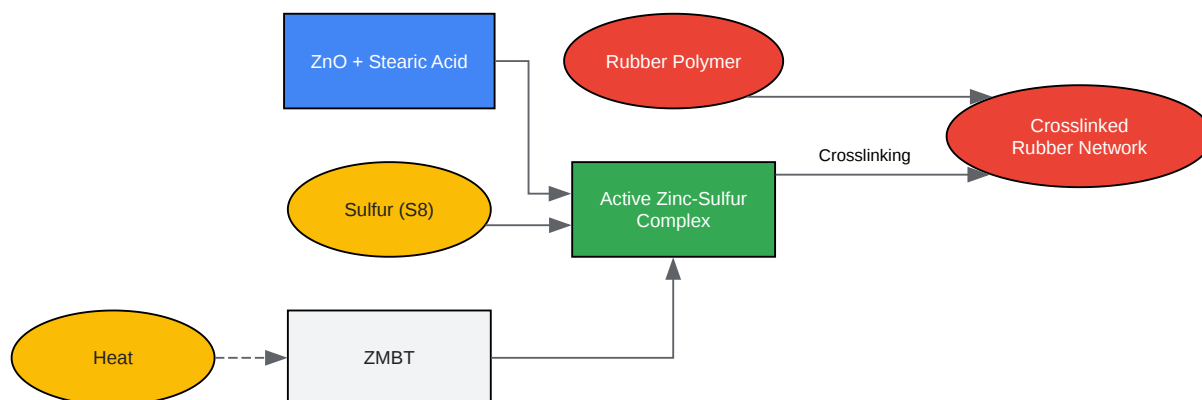 ZnO + Stearic Acid
Rubber Polymer
Crosslinked
Rubber Network
Crosslinking
Sulfur (S8)
Active Zinc-Sulfur
Complex
Heat
ZMBT